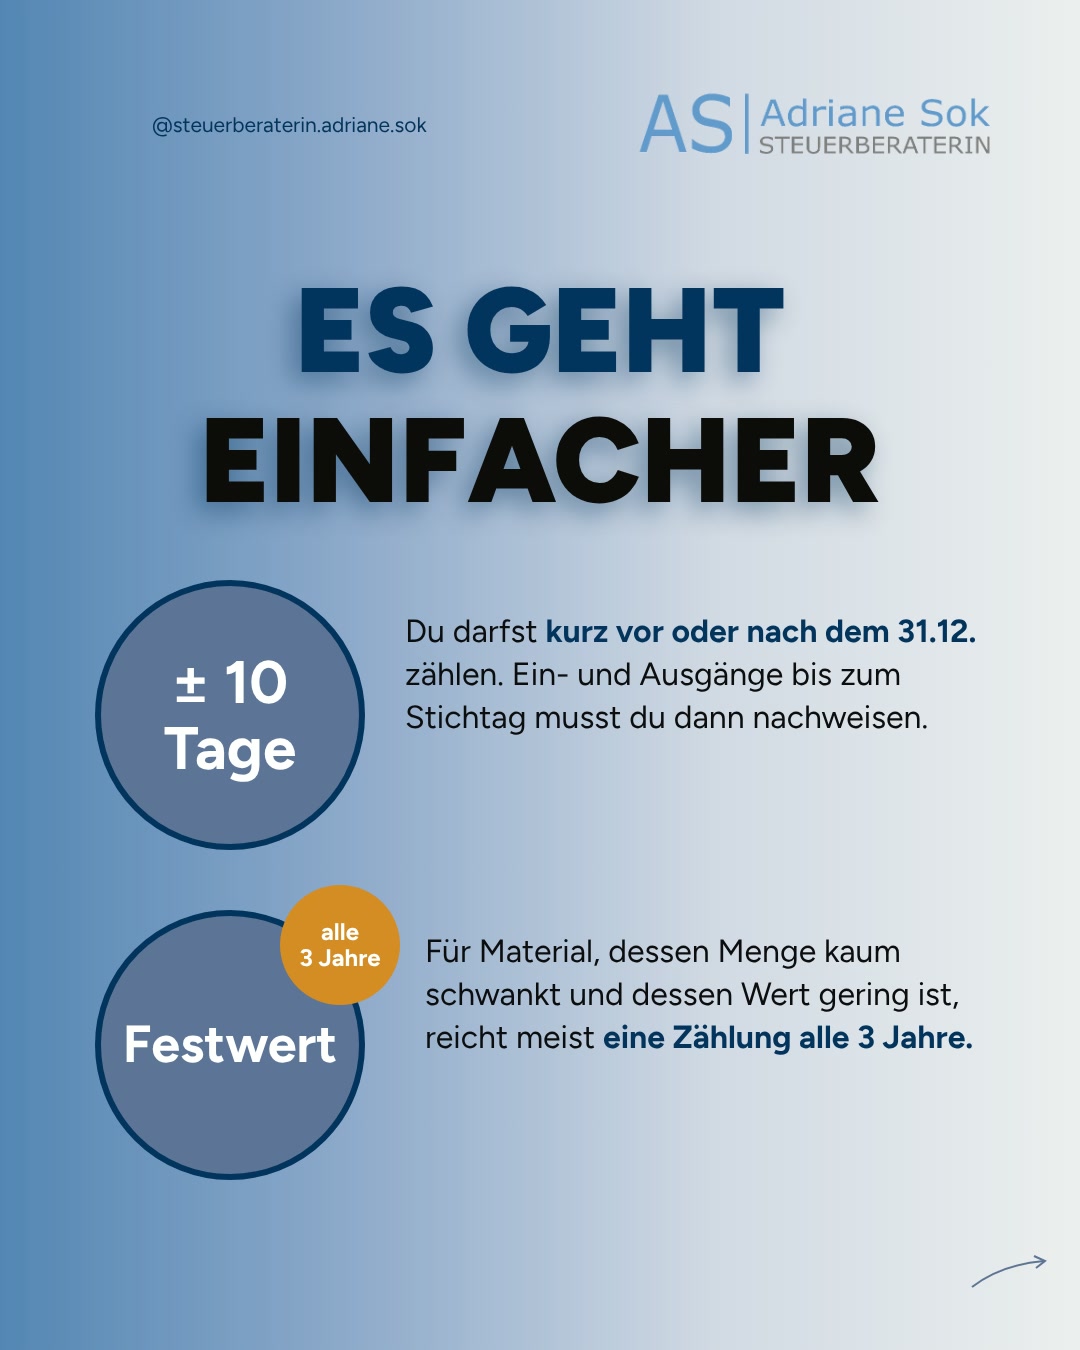 @steuerberaterin.adriane.sok
AS | Adriane Sok
STEUERBERATERIN
ES GEHT
EINFACHER
± 10
Tage
Du darfst kurz vor oder nach dem 31.12.
zählen. Ein- und Ausgänge bis zum
Stichtag musst du dann nachweisen.
alle
3 Jahre
Festwert
Für Material, dessen Menge kaum
schwankt und dessen Wert gering ist,
reicht meist eine Zählung alle 3 Jahre.